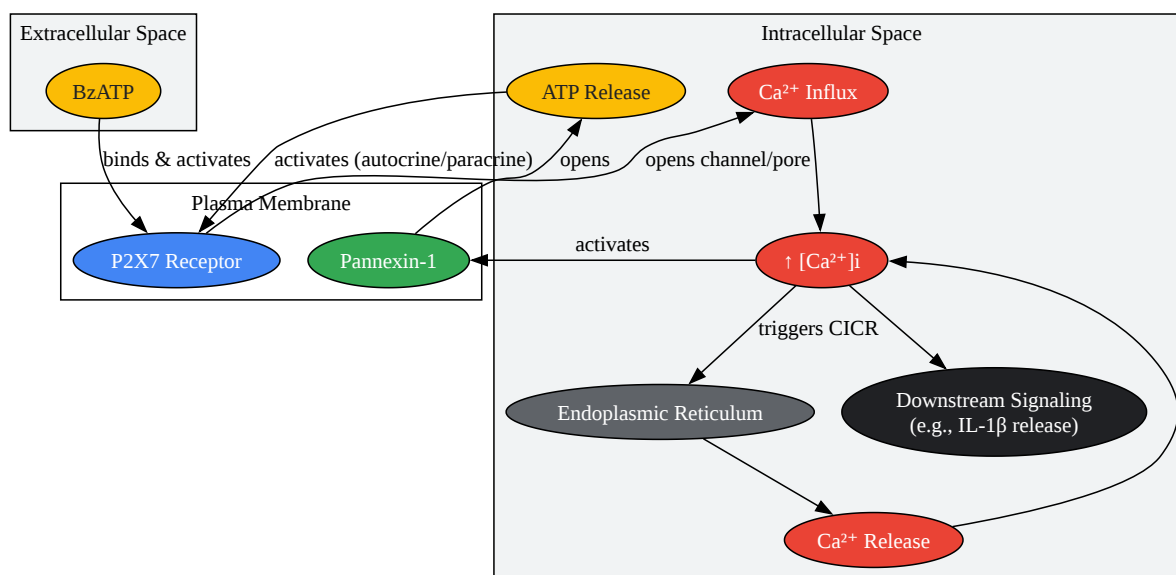 Extracellular Space
Intracellular Space
BzATP
ATP Release
Ca²⁺ Influx
binds & activates
activates (autocrine/paracrine)
opens
opens channel/pore
Plasma Membrane
P2X7 Receptor
Pannexin-1
activates
↑ [Ca²⁺]i
triggers CICR
Endoplasmic Reticulum
Downstream Signaling
(e.g., IL-1β release)
Ca²⁺ Release